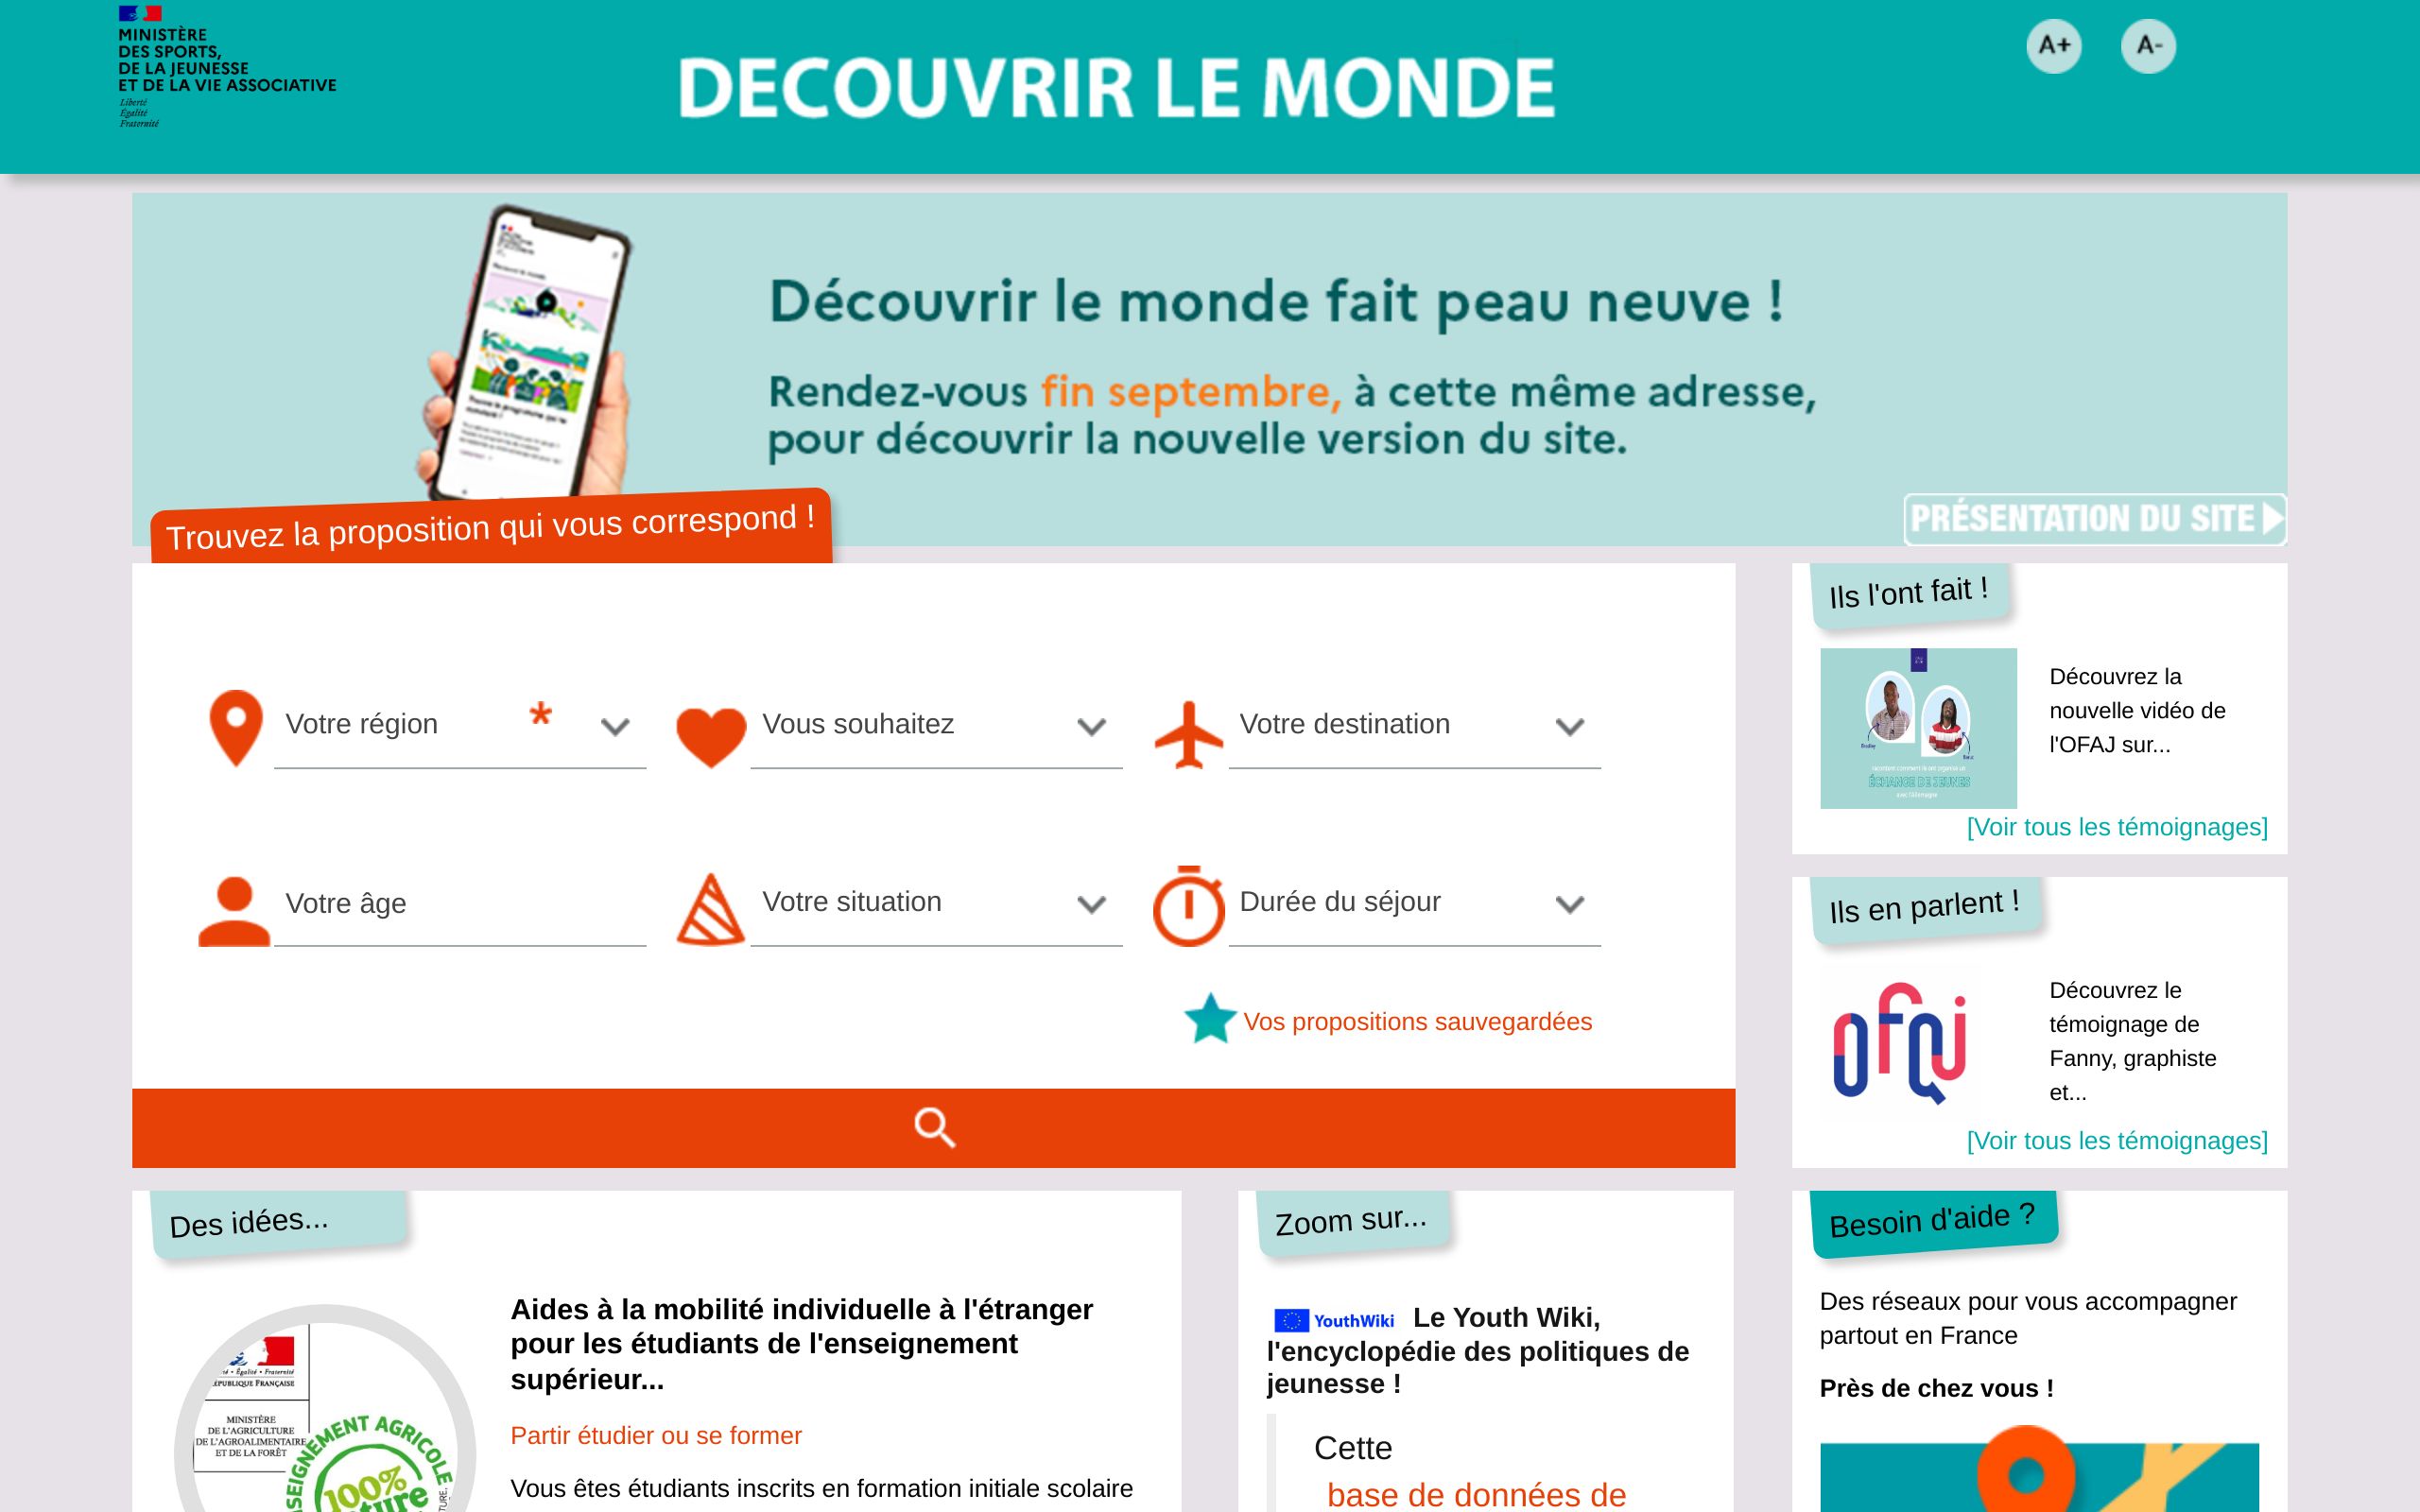 MINISTÈRE
DES SPORTS,
DE LA JEUNESSE
ET DE LA VIE ASSOCIATIVE
Liberté
Égalité
Fraternité
DECOUVRIR LE MONDE
A+
A-
Découvrir le monde fait peau neuve !
Rendez-vous fin septembre, à cette même adresse,
pour découvrir la nouvelle version du site.
PRÉSENTATION DU SITE
Trouvez la proposition qui vous correspond !
Votre région *
Vous souhaitez
Votre destination
Votre âge
Votre situation
Durée du séjour
Vos propositions sauvegardées
Ils l'ont fait !
ÉCHANGE DE JEUNES
avec l'Allemagne
Découvrez la
nouvelle vidéo de
l'OFAJ sur...
[Voir tous les témoignages]
Ils en parlent !
ofaj
Découvrez le
témoignage de
Fanny, graphiste
et...
[Voir tous les témoignages]
Des idées...
MINISTÈRE
DE L'AGRICULTURE
DE L'AGROALIMENTAIRE
ET DE LA FORÊT
100%
Aides à la mobilité individuelle à l'étranger
pour les étudiants de l'enseignement
supérieur...
Partir étudier ou se former
Vous êtes étudiants inscrits en formation initiale scolaire
Zoom sur...
YouthWiki Le Youth Wiki,
l'encyclopédie des politiques de
jeunesse !
Cette
base de données de
Besoin d'aide ?
Des réseaux pour vous accompagner
partout en France
Près de chez vous !